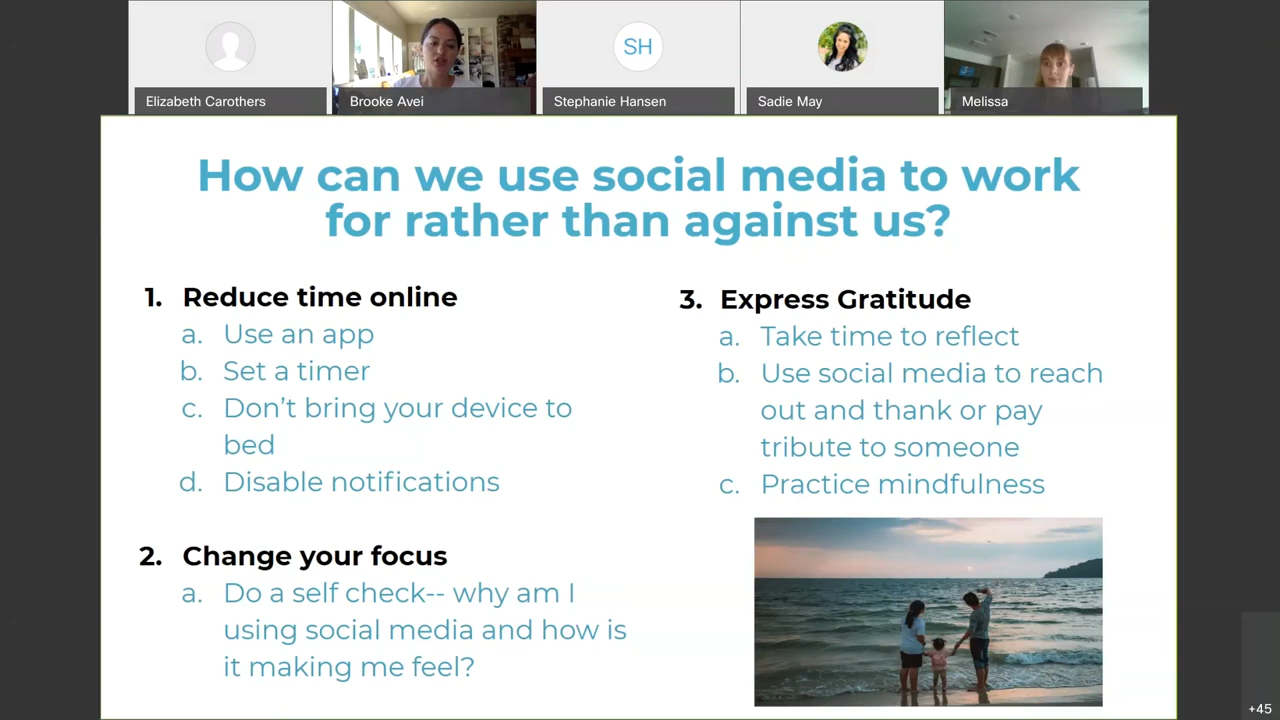 SH
Elizabeth Carothers
Brooke Avei
Stephanie Hansen
Sadie May
Melissa
How can we use social media to work
for rather than against us?
1. Reduce time online
a. Use an app
b. Set a timer
c. Don't bring your device to
bed
d. Disable notifications
2. Change your focus
a. Do a self check-- why am I
using social media and how is
it making me feel?
3. Express Gratitude
a. Take time to reflect
b. Use social media to reach
out and thank or pay
tribute to someone
c. Practice mindfulness
+45